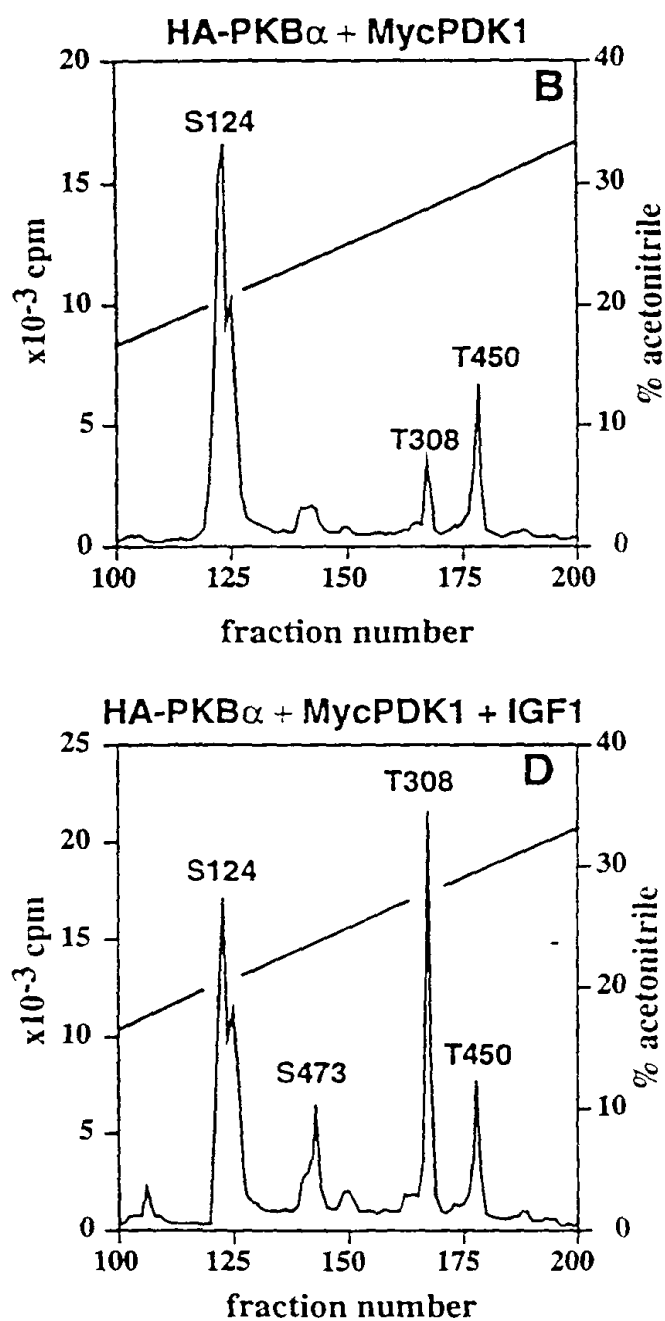 HA-PKBα + MycPDK1
B
20
15
10
5
0
x10-3 cpm
S124
T308
T450
40
30
20
10
0
% acetonitrile
100 125 150 175 200
fraction number
HA-PKBα + MycPDK1 + IGF1
D
25
20
15
10
5
0
x10-3 cpm
S124
S473
T308
T450
40
30
20
10
0
% acetonitrile
100 125 150 175 200
fraction number